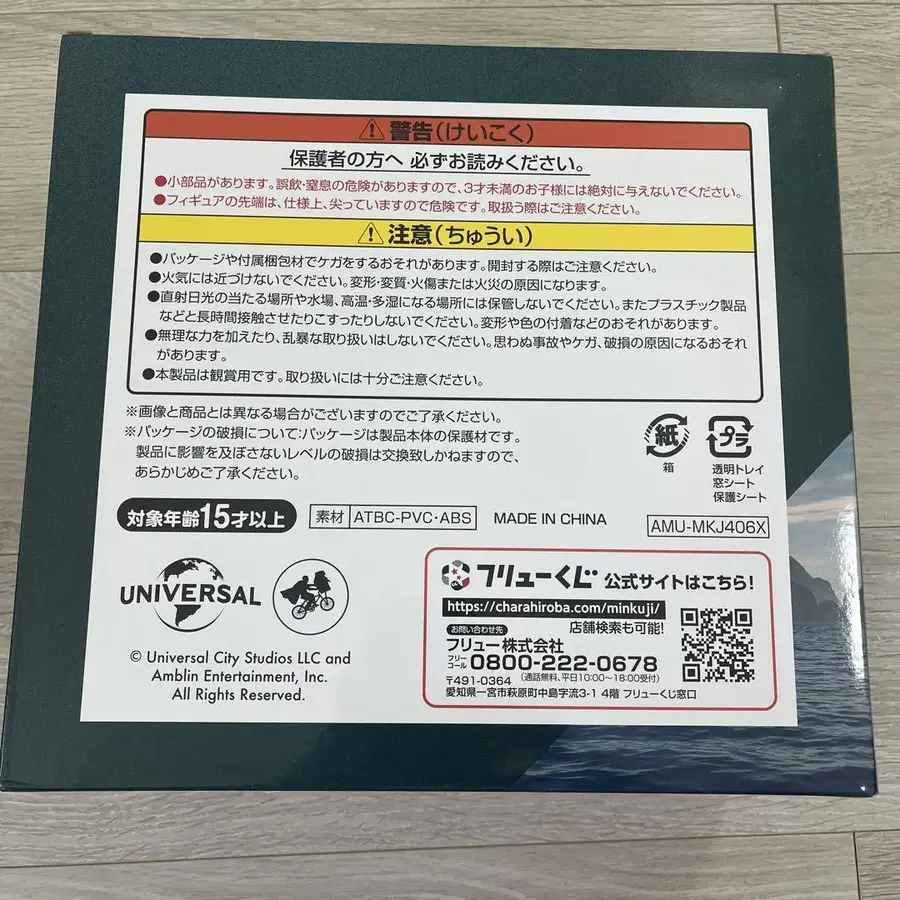 ⚠警告(けいこく)
保護者の方へ 必ずお読みください。
●小部品があります。誤飲・窒息の危険がありますので、3才未満のお子様には絶対に与えないでください。
●フィギュアの先端は、仕様上、尖っていますので危険です。取扱う際はご注意ください。
⚠注意(ちゅうい)
●パッケージや付属梱包材でケガをするおそれがあります。開封する際はご注意ください。
●火気には近づけないでください。変形・変質・火傷または火災の原因になります。
●直射日光の当たる場所や水場、高温・多湿になる場所には保管しないでください。またプラスチック製品
などと長時間接触させたりこすったりしないでください。変形や色の付着などのおそれがあります。
●無理な力を加えたり、乱暴な取り扱いはしないでください。思わぬ事故やケガ、破損の原因になるおそれ
があります。
●本製品は観賞用です。取り扱いには十分ご注意ください。
※画像と商品とは異なる場合がございますのでご了承ください。
※パッケージの破損について:パッケージは製品本体の保護材です。
製品に影響を及ぼさないレベルの破損は交換致しかねますので、
あらかじめご了承ください。
紙
箱
プラ
透明トレイ
窓シート
保護シート
対象年齢15才以上
素材 ATBC-PVC・ABS
MADE IN CHINA
AMU-MKJ406X
UNIVERSAL
© Universal City Studios LLC and
Amblin Entertainment, Inc.
All Rights Reserved.
フリューくじ 公式サイトはこちら!
https://charahiroba.com/minkuji/
お問い合わせ先 店舗検索も可能!
フリュー株式会社
フリーコール 0800-222-0678
〒491-0364 (通話無料、平日10:00〜18:00受付)
愛知県一宮市萩原町中島字流3-1 4階 フリューくじ窓口